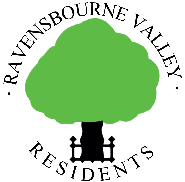 · RAVENSBOURNE VALLEY ·
RESIDENTS